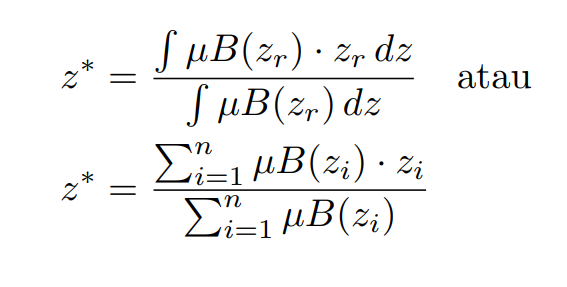 z* = ∫ μB(z_r) · z_r dz / ∫ μB(z_r) dz atau
z* = ∑_{i=1}^{n} μB(z_i) · z_i / ∑_{i=1}^{n} μB(z_i)